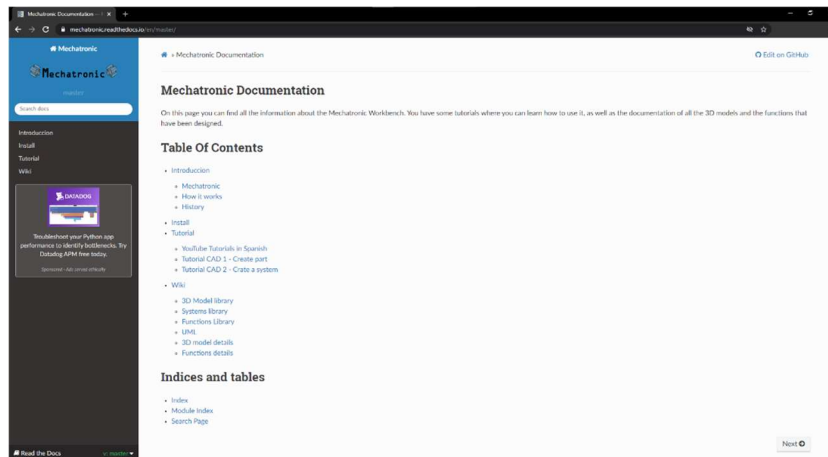 Mechatronic Documentation —
mechatronic.readthedocs.io/en/master/
Mechatronic
Mechatronic
master
Search docs
Introduccion
Install
Tutorial
Wiki
DATADOG
Troubleshoot your Python app
performance to identify bottlenecks. Try
Datadog APM free today.
Sponsored · Ads served ethically
Read the Docs
v: master
» Mechatronic Documentation
Edit on GitHub
Mechatronic Documentation
On this page you can find all the information about the Mechatronic Workbench. You have some tutorials where you can learn how to use it, as well as the documentation of all the 3D models and the functions that
have been designed.
Table Of Contents
Introduccion
Mechatronic
How it works
History
Install
Tutorial
YouTube Tutorials in Spanish
Tutorial CAD 1 - Create part
Tutorial CAD 2 - Crate a system
Wiki
3D Model library
Systems library
Functions Library
UML
3D model details
Functions details
Indices and tables
Index
Module Index
Search Page
Next